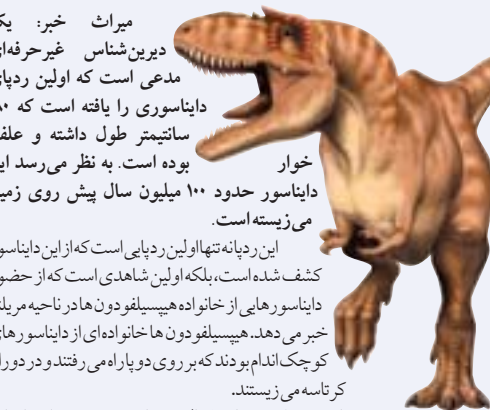 میراث خبر: یک
دیرین‌شناس غیرحرفه‌ای
مدعی است که اولین ردپای
دایناسوری را یافته است که ۸۰
سانتیمتر طول داشته و علف
خوار بوده است. به نظر می‌رسد این
دایناسور حدود ۱۰۰ میلیون سال پیش روی زمین
می‌زیسته است.
این ردپا نه تنها اولین ردپایی است که از این دایناسور
کشف شده است، بلکه اولین شاهدی است که از حضور
دایناسورهایی از خانواده هیپسیلفودون‌ها در ناحیه مریلند
خبر می‌دهد. هیپسیلفودون‌ها خانواده‌ای از دایناسورهای
کوچک اندام بودند که بر روی دو پا راه می‌رفتند و در دوران
کرتاسه می‌زیستند.